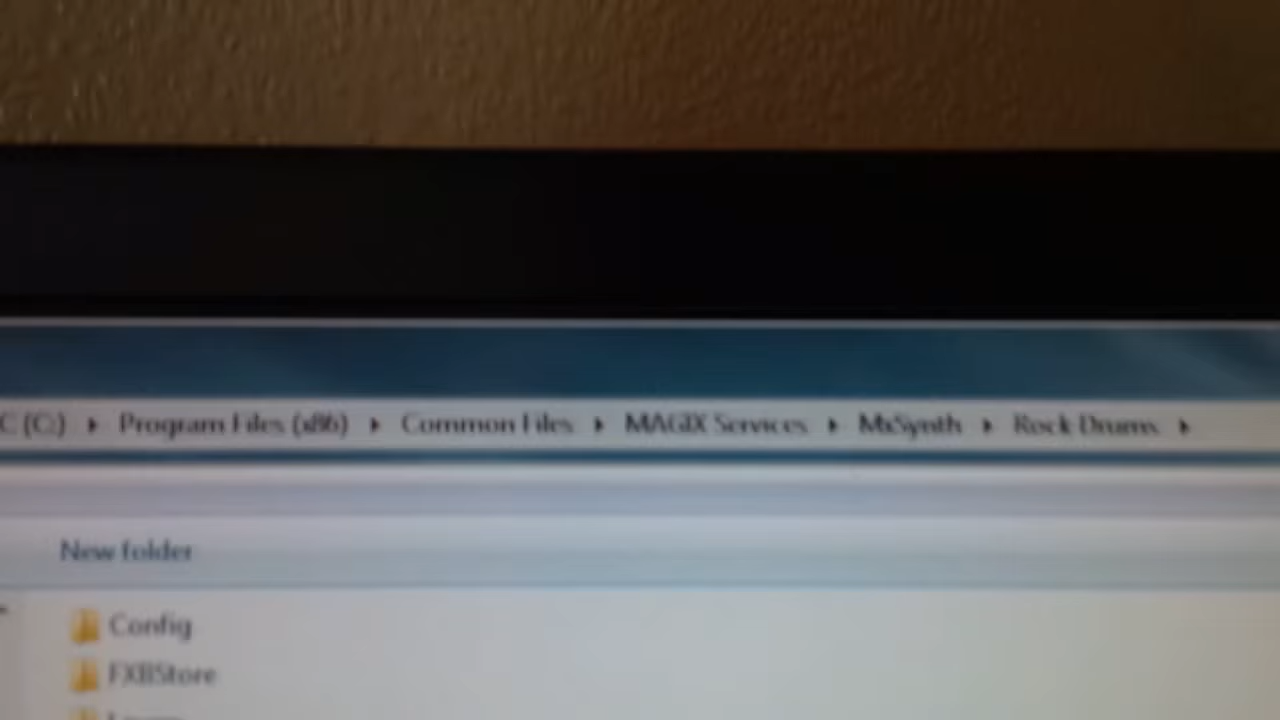 C (C:) ▸ Program Files (x86) ▸ Common Files ▸ MAGIX Services ▸ MxSynth ▸ Rock Drums ▸
New folder
Config
FXBStore